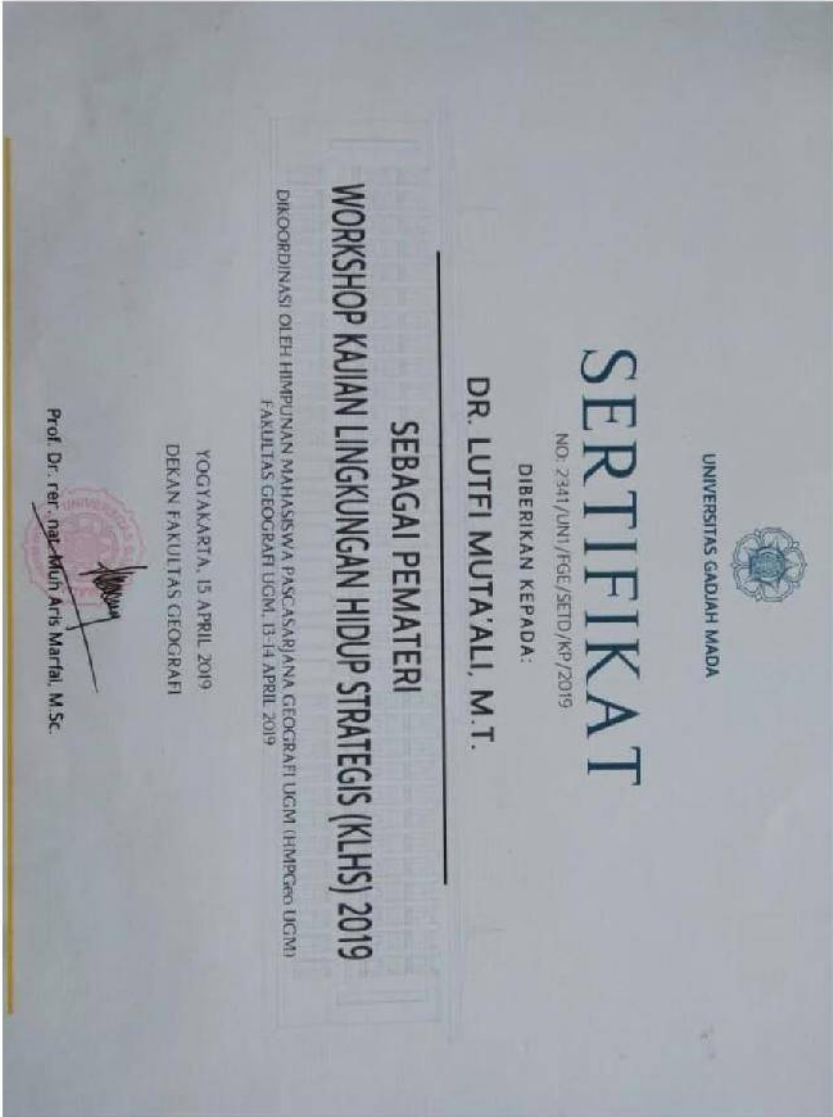 UNIVERSITAS GADJAH MADA
SERTIFIKAT
NO: 2341/UN1/FGE/SETD/KP/2019
DIBERIKAN KEPADA:
DR. LUTFI MUTA'ALI, M.T.
SEBAGAI PEMATERI
WORKSHOP KAJIAN LINGKUNGAN HIDUP STRATEGIS (KLHS) 2019
DIKOORDINASI OLEH HIMPUNAN MAHASISWA PASCASARJANA GEOGRAFI UGM (HMPGeo UGM)
FAKULTAS GEOGRAFI UGM, 13-14 APRIL 2019
YOGYAKARTA, 15 APRIL 2019
DEKAN FAKULTAS GEOGRAFI
UNIVERSITAS
Prof. Dr. rer. nat. Muh Aris Marfai, M.Sc.